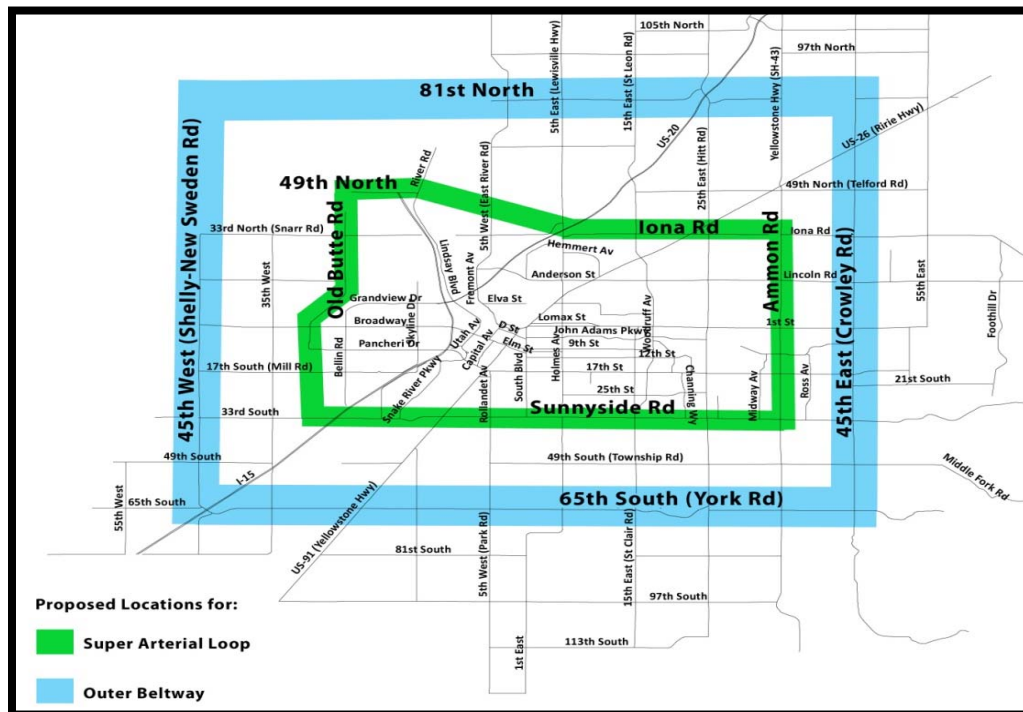 105th North
97th North
5th East (Lewisville Hwy)
15th East (St Leon Rd)
Yellowstone Hwy (SH-43)
81st North
US-20
US-26 (Ririe Hwy)
25th East (Hitt Rd)
45th West (Shelly-New Sweden Rd)
49th North
River Rd
5th West (East River Rd)
49th North (Telford Rd)
Old Butte Rd
33rd North (Snarr Rd)
Iona Rd
Iona Rd
Hemmert Av
Lindsay Blvd
Fremont Av
Anderson St
Ammon Rd
Lincoln Rd
45th East (Crowley Rd)
55th East
35th West
Grandview Dr
Elva St
Foothill Dr
Skyline Dr
Broadway
Lomax St
Woodruff Av
1st St
Utah Av
D St
John Adams Pkwy
Bellin Rd
Pancheri Dr
Capital Av
Elm St
9th St
Holmes Av
12th St
17th South (Mill Rd)
South Blvd
17th St
Channing Wy
Ross Av
21st South
Snake River Pkwy
Rollandet Av
25th St
Midway Av
33rd South
Sunnyside Rd
49th South
49th South (Township Rd)
Middle Fork Rd
I-15
55th West
65th South
65th South (York Rd)
US-91 (Yellowstone Hwy)
5th West (Park Rd)
15th East (St Clair Rd)
81st South
97th South
Proposed Locations for:
Super Arterial Loop
1st East
113th South
Outer Beltway